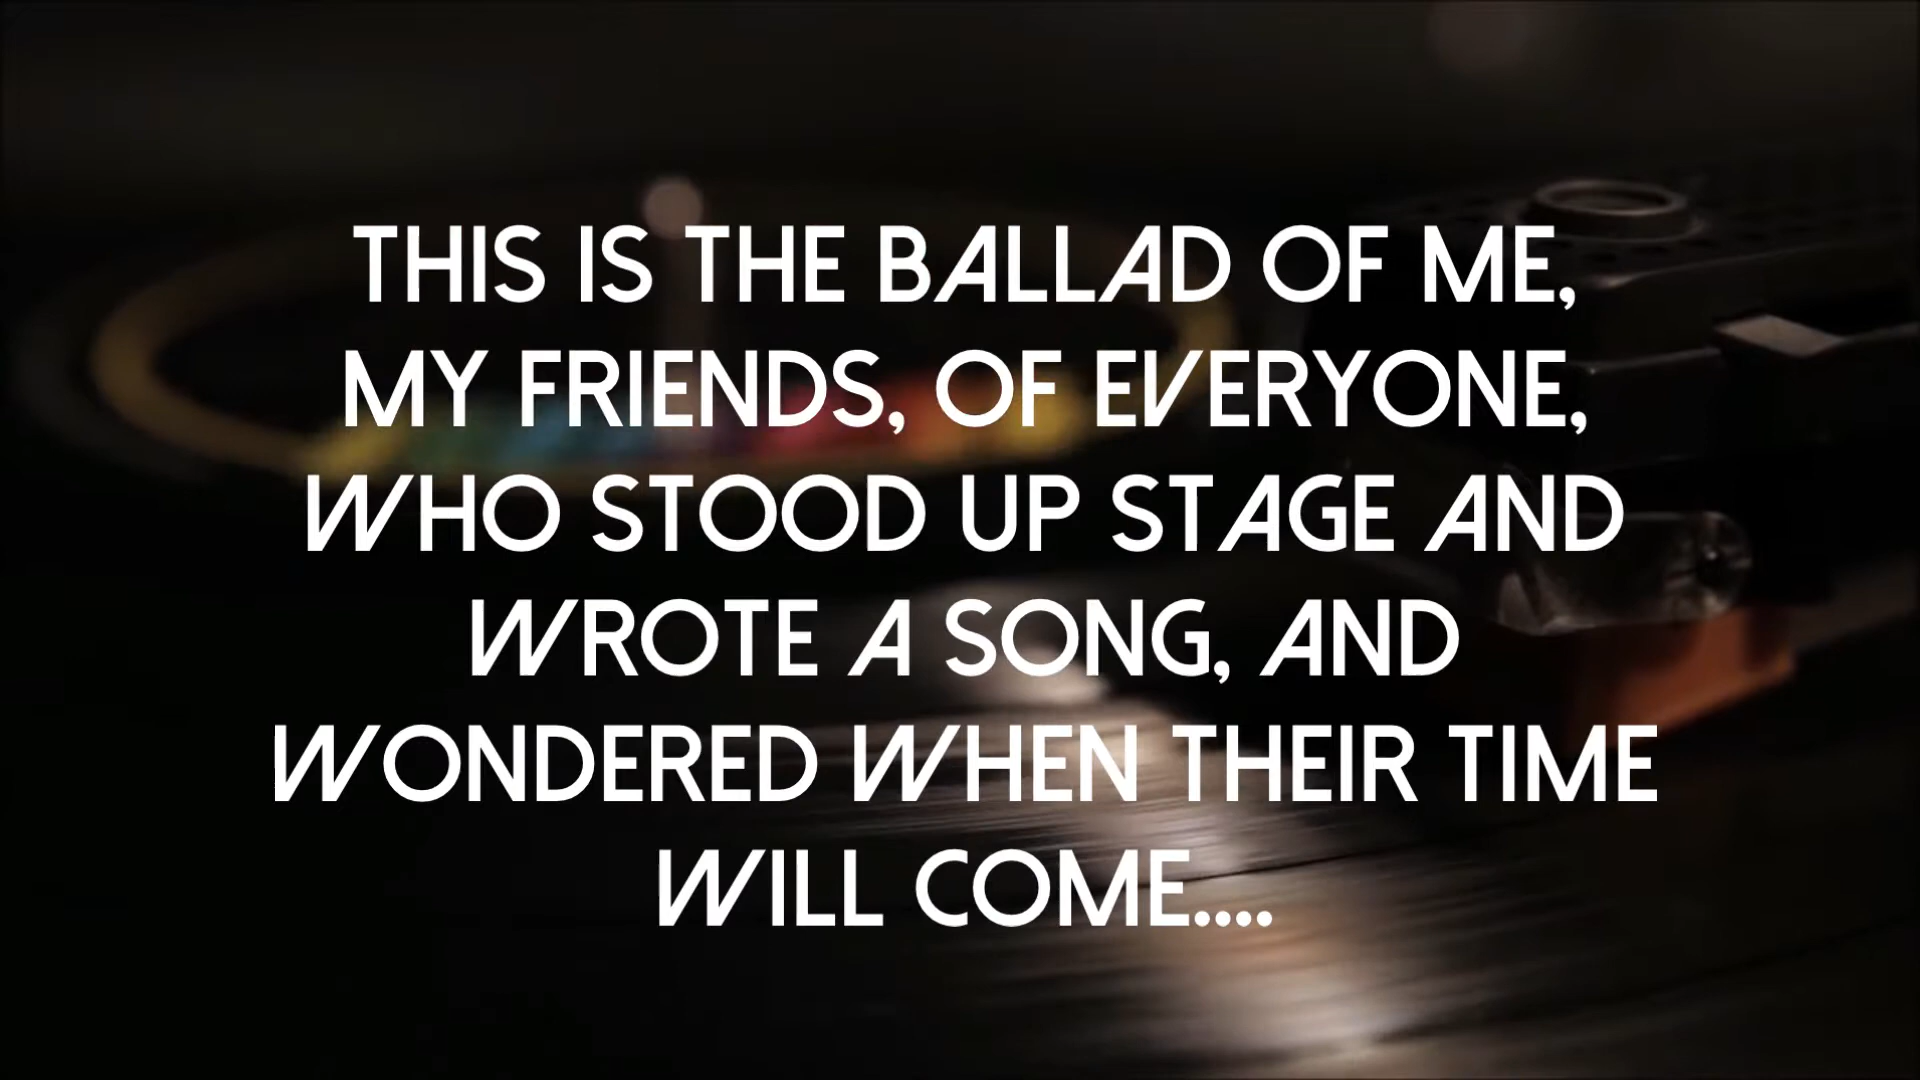 THIS IS THE BALLAD OF ME,
MY FRIENDS, OF EVERYONE,
WHO STOOD UP STAGE AND
WROTE A SONG, AND
WONDERED WHEN THEIR TIME
WILL COME....